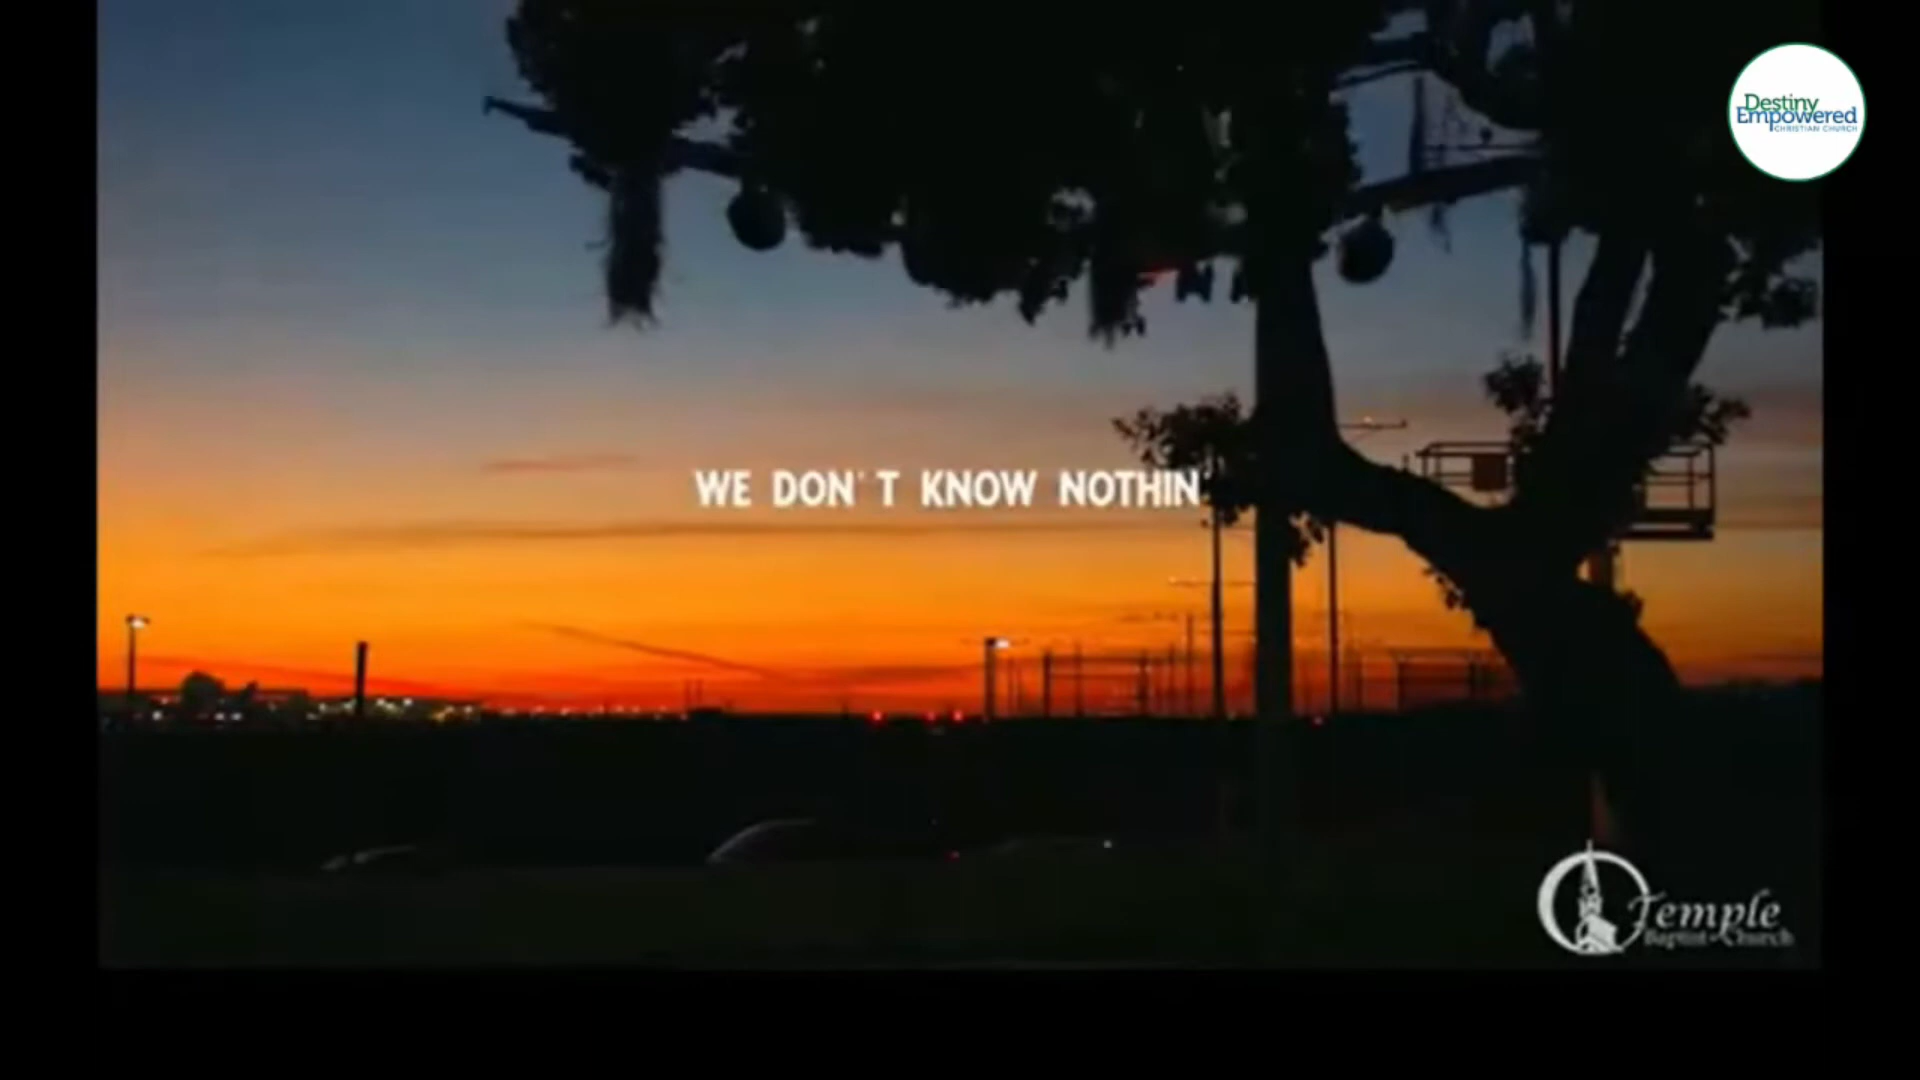 Destiny
Empowered
CHRISTIAN CHURCH
WE DON'T KNOW NOTHIN'
Temple
Baptist Church